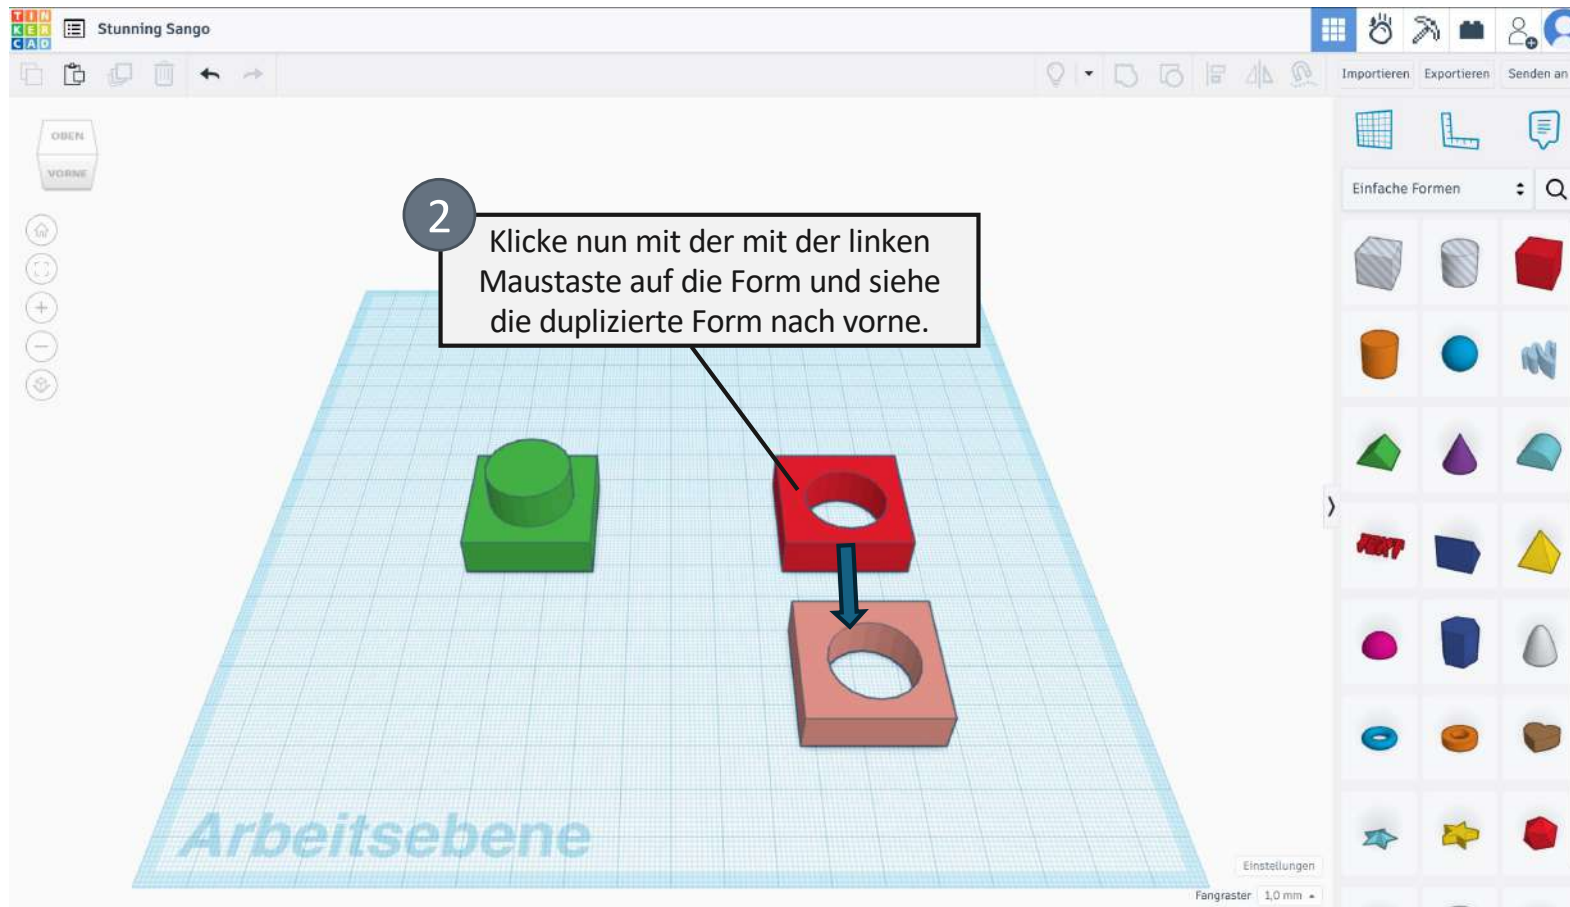 TIN
KER
CAD
Stunning Sango
Importieren
Exportieren
Senden an
OBEN
VORNE
Einfache Formen
2
Klicke nun mit der mit der linken
Maustaste auf die Form und siehe
die duplizierte Form nach vorne.
TEXT
Arbeitsebene
Einstellungen
Fangraster 1,0 mm